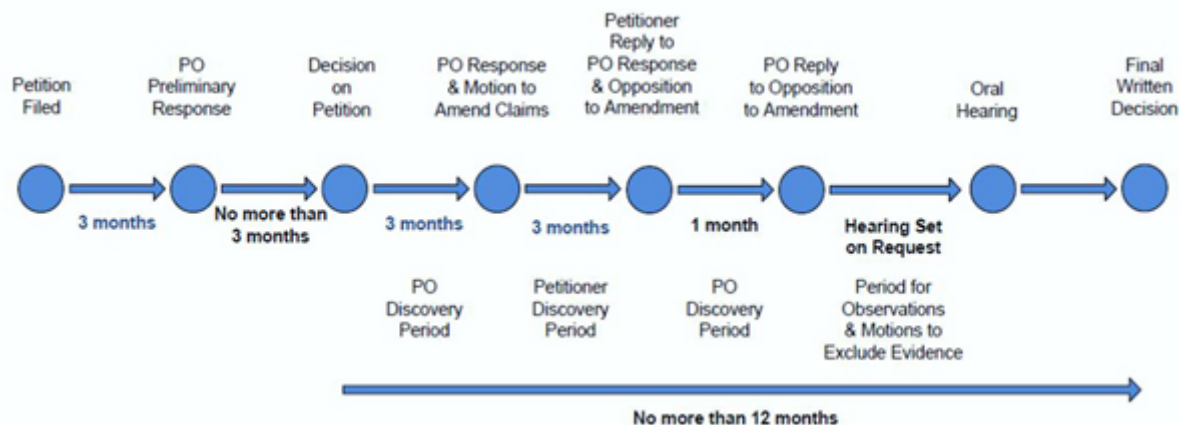 Petition
Filed
PO
Preliminary
Response
Decision
on
Petition
PO Response
& Motion to
Amend Claims
Petitioner
Reply to
PO Response
& Opposition
to Amendment
PO Reply
to Opposition
to Amendment
Oral
Hearing
Final
Written
Decision
3 months
No more than
3 months
3 months
3 months
1 month
Hearing Set
on Request
PO
Discovery
Period
Petitioner
Discovery
Period
PO
Discovery
Period
Period for
Observations
& Motions to
Exclude Evidence
No more than 12 months